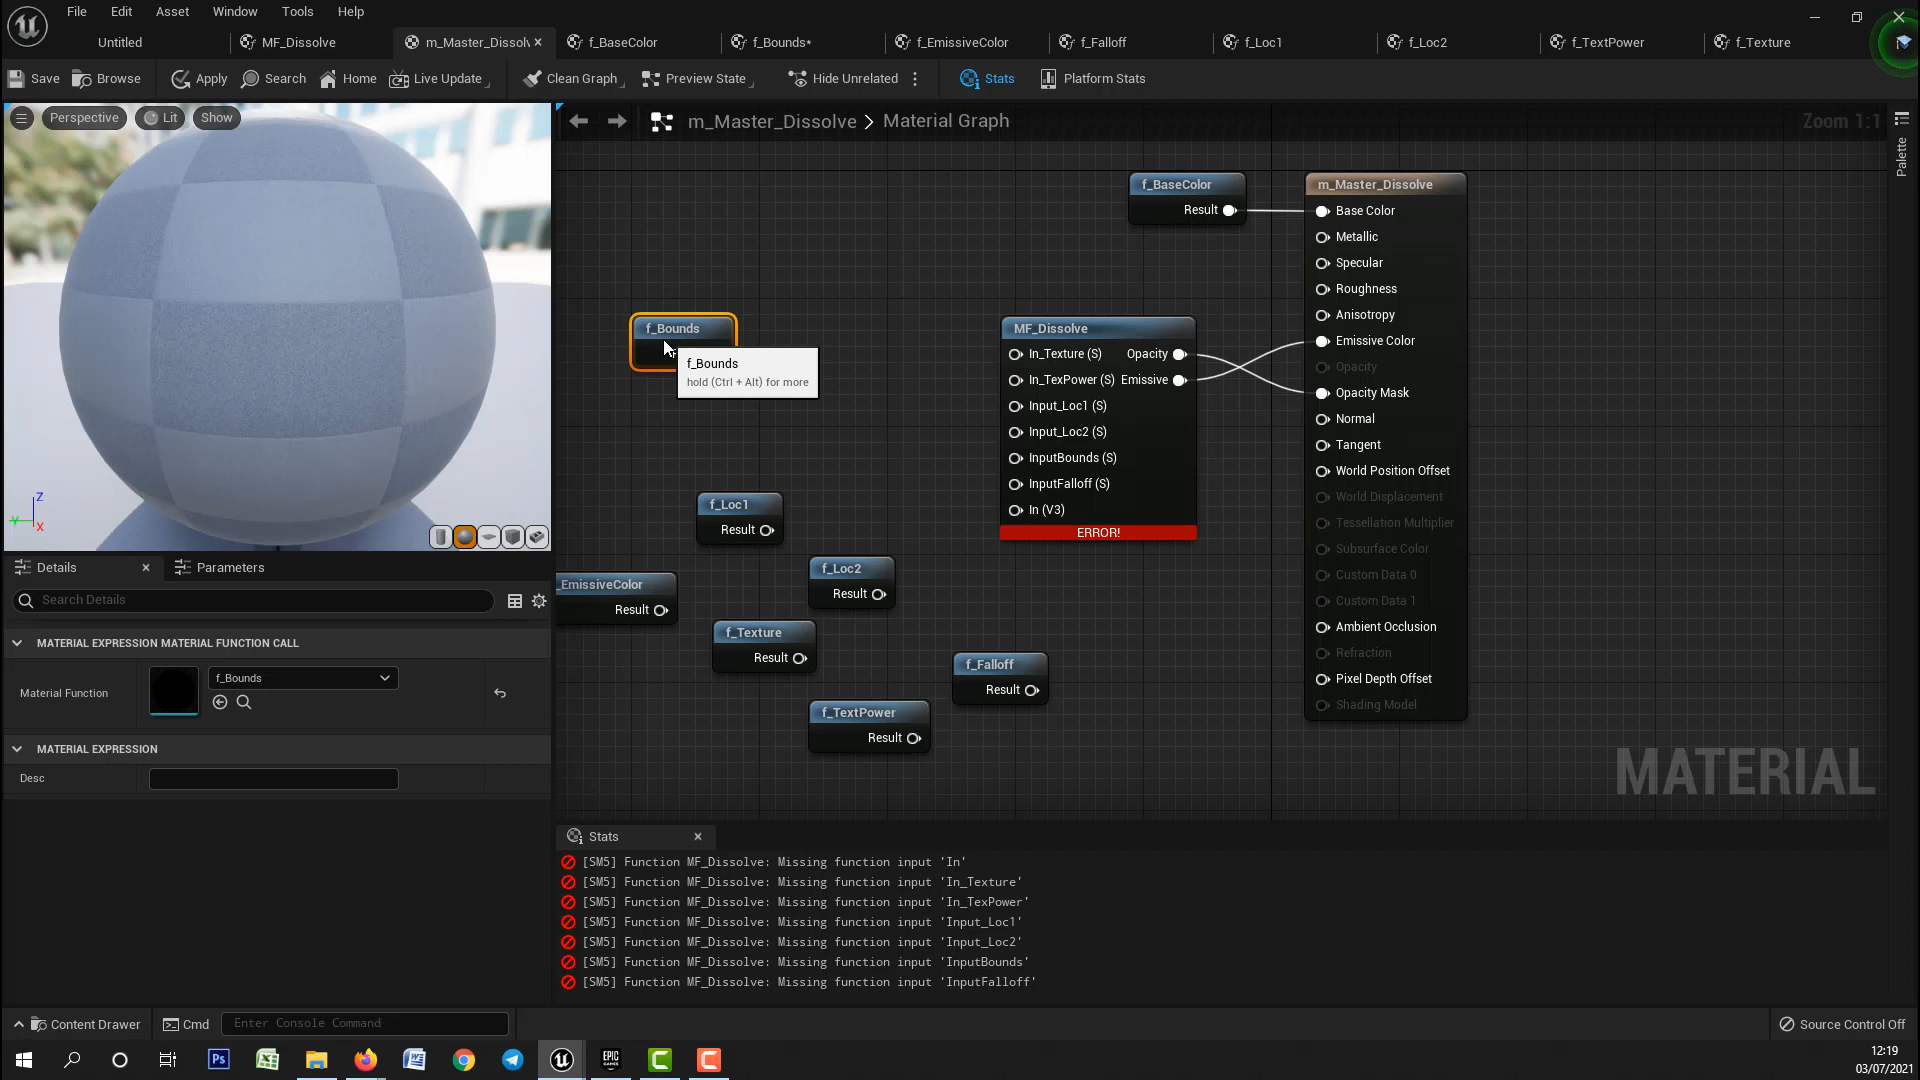 File Edit Asset Window Tools Help
Untitled MF_Dissolve m_Master_Dissolv f_BaseColor f_Bounds* f_EmissiveColor f_Falloff f_Loc1 f_Loc2 f_TextPower f_Texture
Save Browse Apply Search Home Live Update Clean Graph Preview State Hide Unrelated Stats Platform Stats
Perspective Lit Show
m_Master_Dissolve > Material Graph
Zoom 1:1
Palette
f_BaseColor
Result
m_Master_Dissolve
Base Color
Metallic
Specular
Roughness
Anisotropy
Emissive Color
Opacity
Opacity Mask
Normal
Tangent
World Position Offset
World Displacement
Tessellation Multiplier
Subsurface Color
Custom Data 0
Custom Data 1
Ambient Occlusion
Refraction
Pixel Depth Offset
Shading Model
f_Bounds
f_Bounds
hold (Ctrl + Alt) for more
MF_Dissolve
In_Texture (S) Opacity
In_TexPower (S) Emissive
Input_Loc1 (S)
Input_Loc2 (S)
InputBounds (S)
InputFalloff (S)
In (V3)
ERROR!
f_Loc1
Result
f_Loc2
Result
_EmissiveColor
Result
f_Texture
Result
f_Falloff
Result
f_TextPower
Result
MATERIAL
Z
Y
X
Details Parameters
Search Details
MATERIAL EXPRESSION MATERIAL FUNCTION CALL
Material Function f_Bounds
MATERIAL EXPRESSION
Desc
Stats
[SM5] Function MF_Dissolve: Missing function input 'In'
[SM5] Function MF_Dissolve: Missing function input 'In_Texture'
[SM5] Function MF_Dissolve: Missing function input 'In_TexPower'
[SM5] Function MF_Dissolve: Missing function input 'Input_Loc1'
[SM5] Function MF_Dissolve: Missing function input 'Input_Loc2'
[SM5] Function MF_Dissolve: Missing function input 'InputBounds'
[SM5] Function MF_Dissolve: Missing function input 'InputFalloff'
Content Drawer Cmd Enter Console Command Source Control Off
Ps
EPIC GAMES
C
C
12:19
03/07/2021